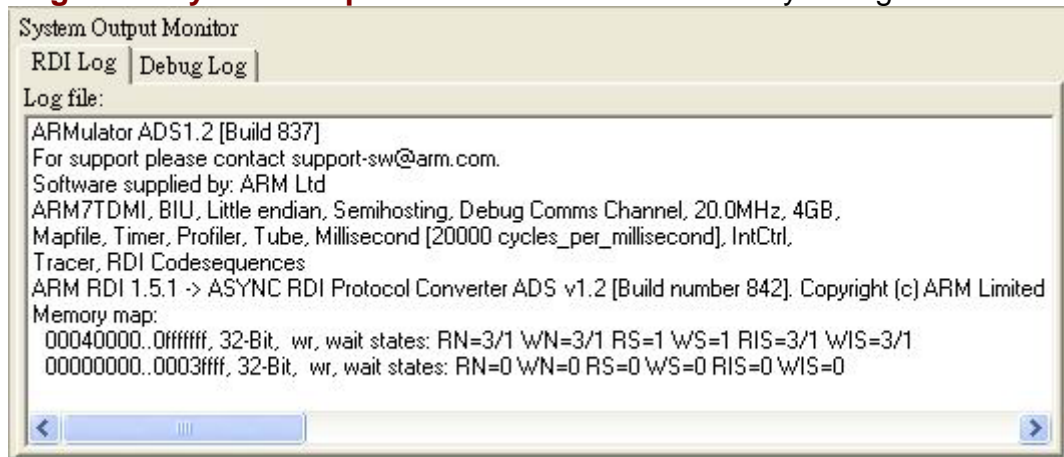 System Output Monitor
RDI Log Debug Log
Log file:
ARMulator ADS1.2 [Build 837]
For support please contact support-sw@arm.com.
Software supplied by: ARM Ltd
ARM7TDMI, BIU, Little endian, Semihosting, Debug Comms Channel, 20.0MHz, 4GB,
Mapfile, Timer, Profiler, Tube, Millisecond [20000 cycles_per_millisecond], IntCtrl,
Tracer, RDI Codesequences
ARM RDI 1.5.1 -> ASYNC RDI Protocol Converter ADS v1.2 [Build number 842]. Copyright (c) ARM Limited
Memory map:
00040000..0fffffff, 32-Bit, wr, wait states: RN=3/1 WN=3/1 RS=1 WS=1 RIS=3/1 WIS=3/1
00000000..0003ffff, 32-Bit, wr, wait states: RN=0 WN=0 RS=0 WS=0 RIS=0 WIS=0